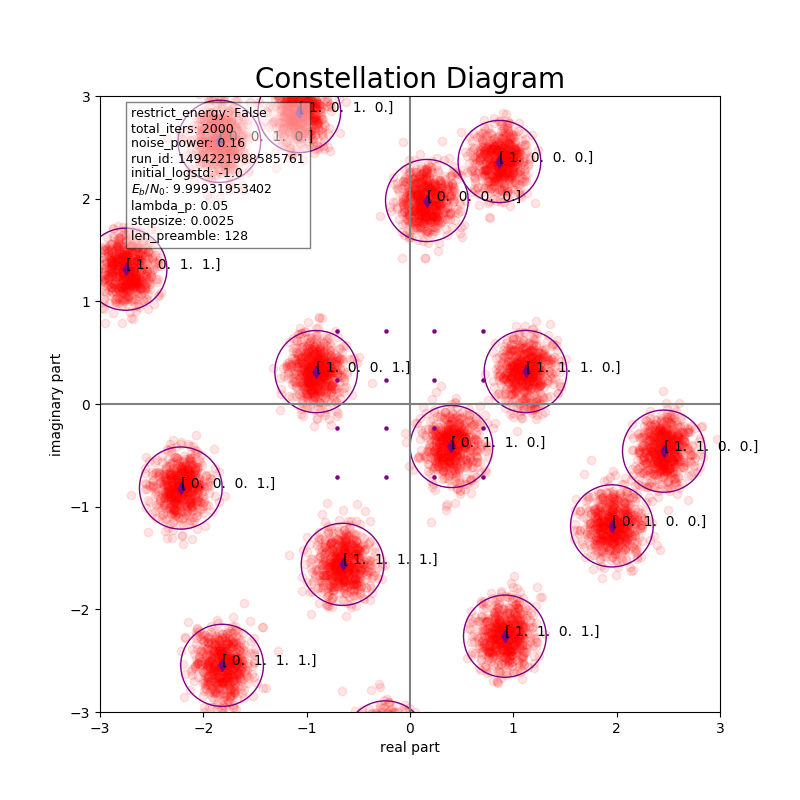 Constellation Diagram
restrict_energy: False
total_iters: 2000
noise_power: 0.16
run_id: 1494221988585761
initial_logstd: -1.0
E_b/N_0: 9.99931953402
lambda_p: 0.05
stepsize: 0.0025
len_preamble: 128
[ 1. 0. 1. 0.]
0. 1. 0.]
[ 1. 0. 0. 0.]
[ 0. 0. 0. 0.]
[ 1. 0. 1. 1.]
[ 1. 0. 0. 1.]
[ 1. 1. 1. 0.]
[ 0. 1. 1. 0.]
[ 1. 1. 0. 0.]
[ 0. 0. 0. 1.]
[ 0. 1. 0. 0.]
[ 1. 1. 1. 1.]
[ 1. 1. 0. 1.]
[ 0. 1. 1. 1.]
3
2
1
0
−1
−2
−3
imaginary part
−3 −2 −1 0 1 2 3
real part